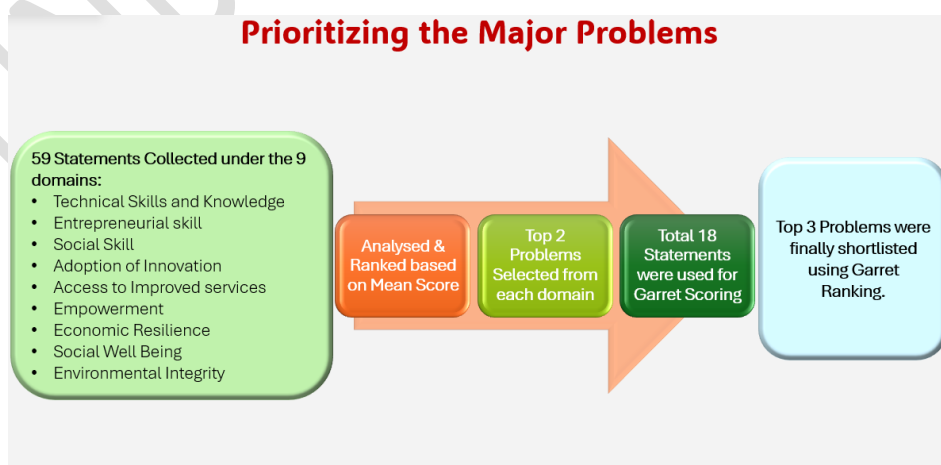 Prioritizing the Major Problems
59 Statements Collected under the 9
domains:
• Technical Skills and Knowledge
• Entrepreneurial skill
• Social Skill
• Adoption of Innovation
• Access to Improved services
• Empowerment
• Economic Resilience
• Social Well Being
• Environmental Integrity
Analysed &
Ranked based
on Mean Score
Top 2
Problems
Selected from
each domain
Total 18
Statements
were used for
Garret Scoring
Top 3 Problems were
finally shortlisted
using Garret
Ranking.